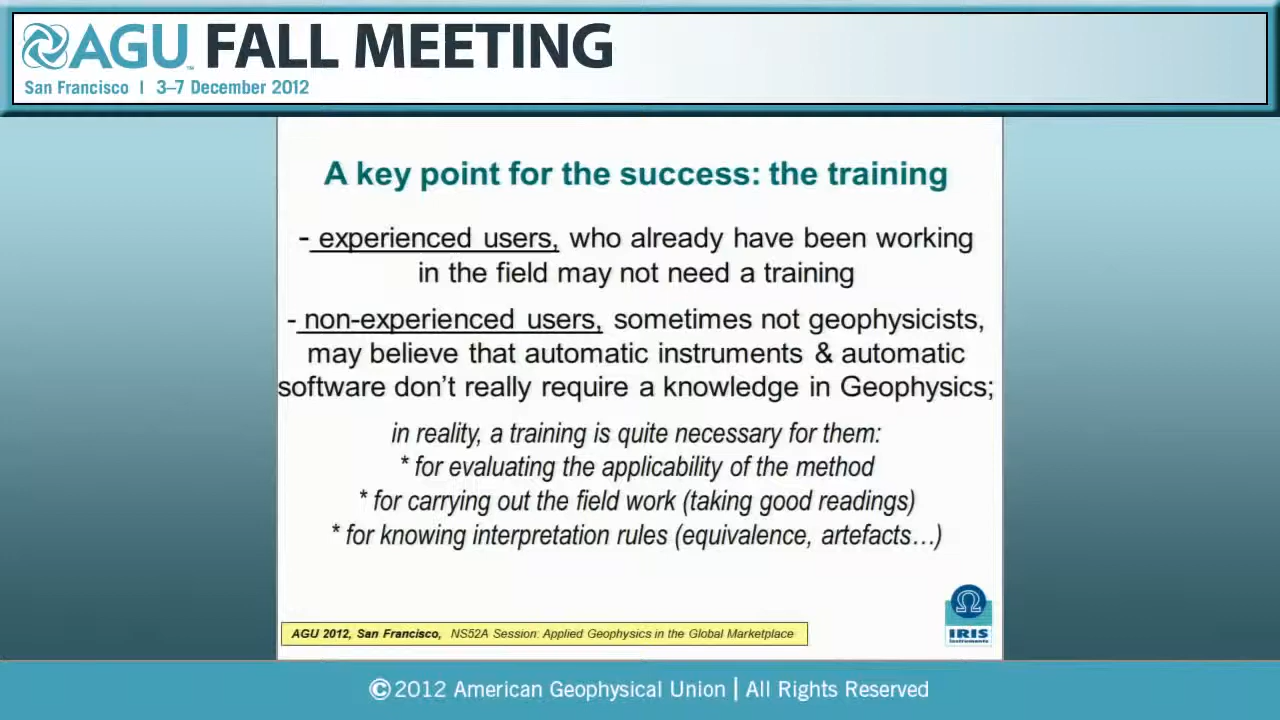 AGU FALL MEETING
San Francisco | 3–7 December 2012
A key point for the success: the training
- experienced users, who already have been working
in the field may not need a training
- non-experienced users, sometimes not geophysicists,
may believe that automatic instruments & automatic
software don't really require a knowledge in Geophysics;
in reality, a training is quite necessary for them:
* for evaluating the applicability of the method
* for carrying out the field work (taking good readings)
* for knowing interpretation rules (equivalence, artefacts…)
Ω
IRIS
Instruments
AGU 2012, San Francisco, NS52A Session: Applied Geophysics in the Global Marketplace
©2012 American Geophysical Union | All Rights Reserved